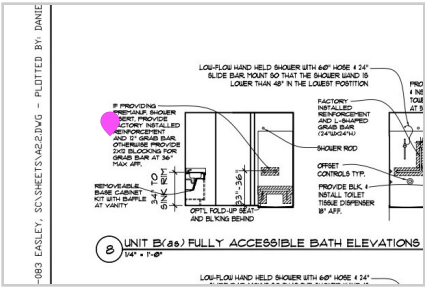 -083 EASLEY, SC\SHEETS\A2.2.DWG - PLOTTED BY: DANIE
LOW-FLOW HAND HELD SHOWER WITH 60" HOSE & 24"
SLIDE BAR. MOUNT SO THAT THE SHOWER WAND IS
LOWER THAN 48" IN THE LOWEST POSTITION
IF PROVIDING
PREMANUF. SHOWER
INSERT, PROVIDE
FACTORY INSTALLED
REINFORCEMENT
AND 12" GRAB BAR.
OTHERWISE PROVIDE
2X12 BLOCKING FOR
GRAB BAR AT 36"
MAX AFF.
REMOVEABLE
BASE CABINET
KIT WITH BAFFLE
AT VANITY
34" TO
SINK RIM
33"-36"
OPT'L FOLD-UP SEAT
AND BLKING BEHIND
FACTORY
INSTALLED
REINFORCEMENT
AND L-SHAPED
GRAB BAR
(24"WX24"H)
SHOWER ROD
OFFSET
CONTROLS TYP.
PROVIDE BLK. &
INSTALL TOILET
TISSUE DISPENSER
18" AFF.
8
UNIT B(as) FULLY ACCESSIBLE BATH ELEVATIONS
1/4" = 1'-0"
LOW-FLOW HAND HELD SHOWER WITH 60" HOSE & 24"